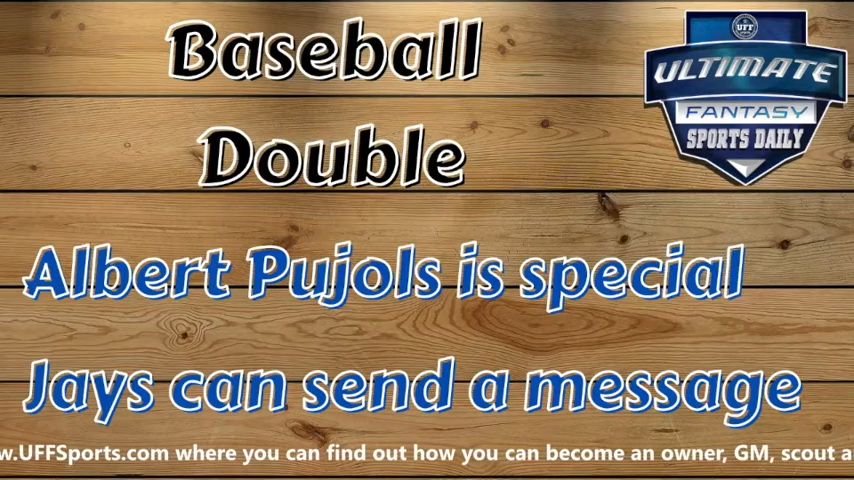 Baseball
Double
UFF
ULTIMATE
FANTASY
SPORTS DAILY
Albert Pujols is special
Jays can send a message
w.UFFSports.com where you can find out how you can become an owner, GM, scout a